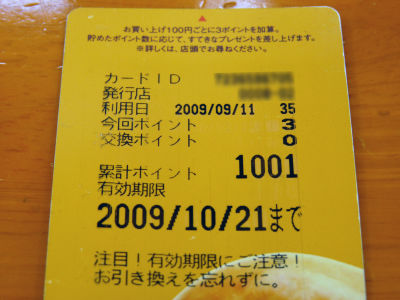 お買い上げ100円ごとに3ポイントを加算。
貯めたポイント数に応じて、すてきなプレゼントを差し上げます。
※詳しくは、店頭でお尋ねください。
カードID
発行店
利用日 2009/09/11 35
今回ポイント 3
交換ポイント 0
累計ポイント 1001
有効期限
2009/10/21まで
注目!有効期限にご注意!
お引き換えを忘れずに。